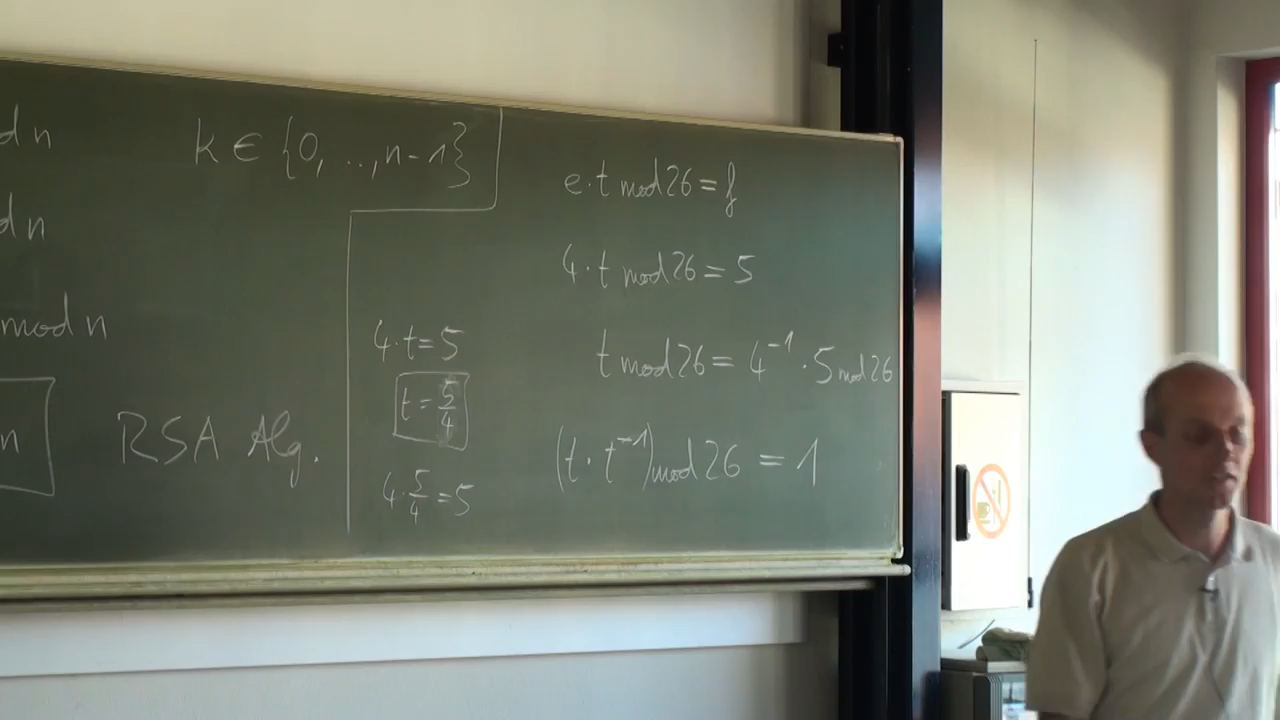 d n
k ∈ {0, .., n-1}
d n
mod n
n
RSA Alg.
4·t=5
t=5/4
4·5/4=5
e·t mod 26 = f
4·t mod 26 = 5
t mod 26 = 4⁻¹·5 mod 26
(t·t⁻¹) mod 26 = 1